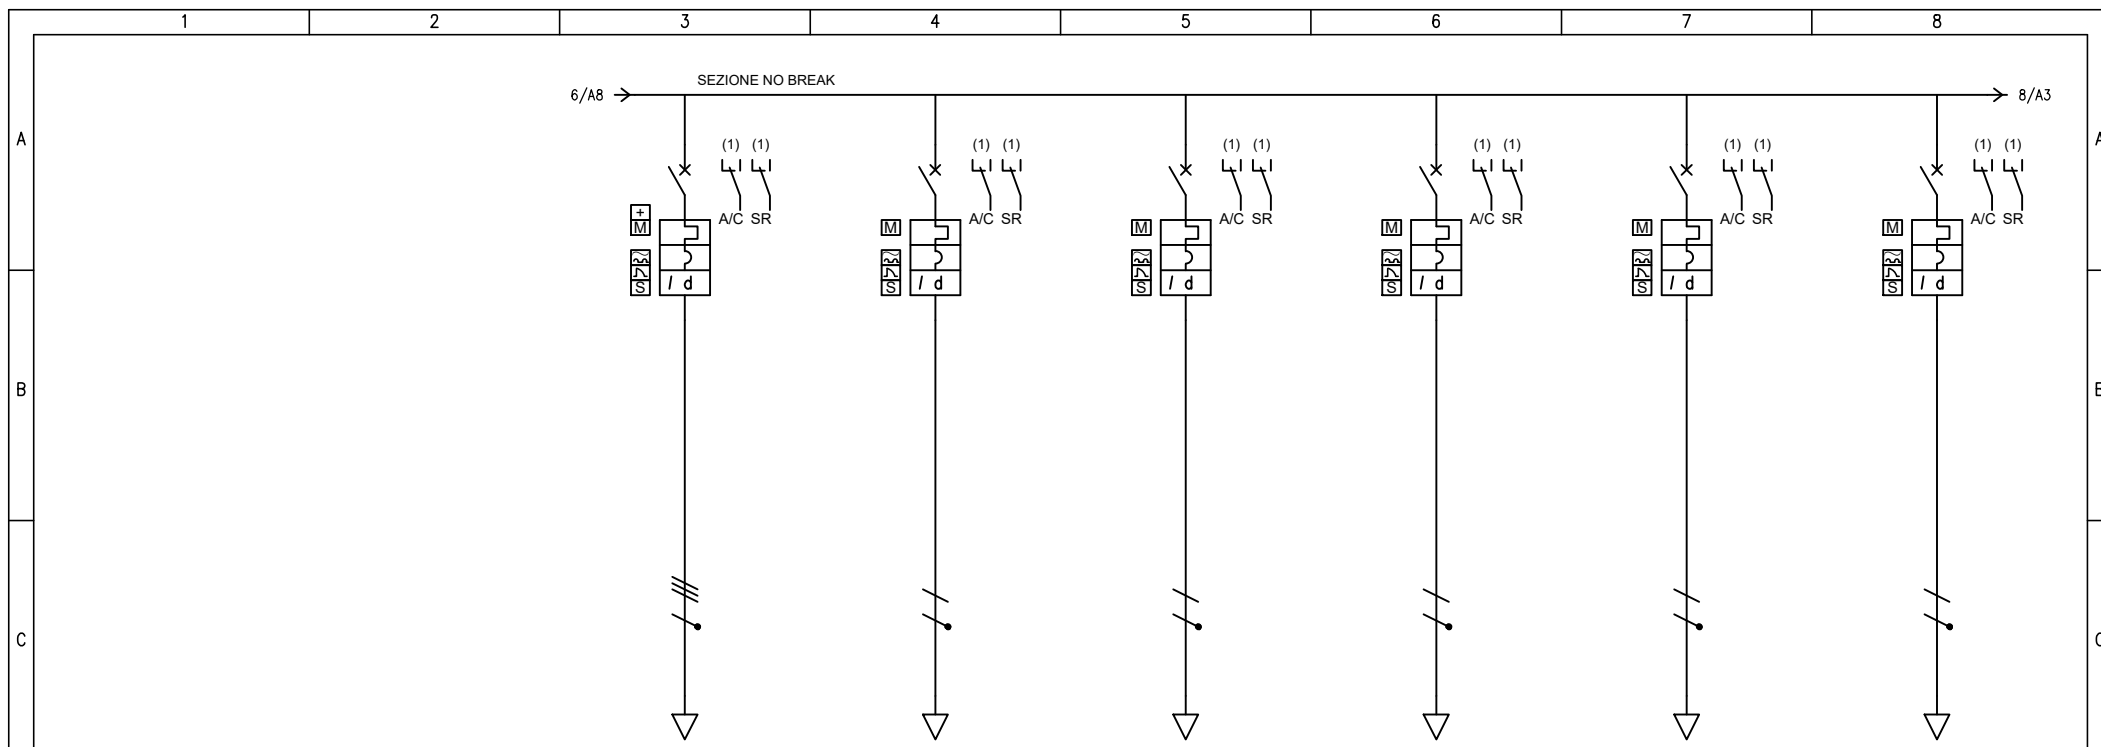 1 2 3 4 5 6 7 8
SEZIONE NO BREAK
6/A8 8/A3
A A
(1) (1) (1) (1) (1) (1) (1) (1) (1) (1) (1) (1)
+
A/C SR A/C SR A/C SR A/C SR A/C SR A/C SR
M M M M M M
S I d S I d S I d S I d S I d S I d
B B
C C